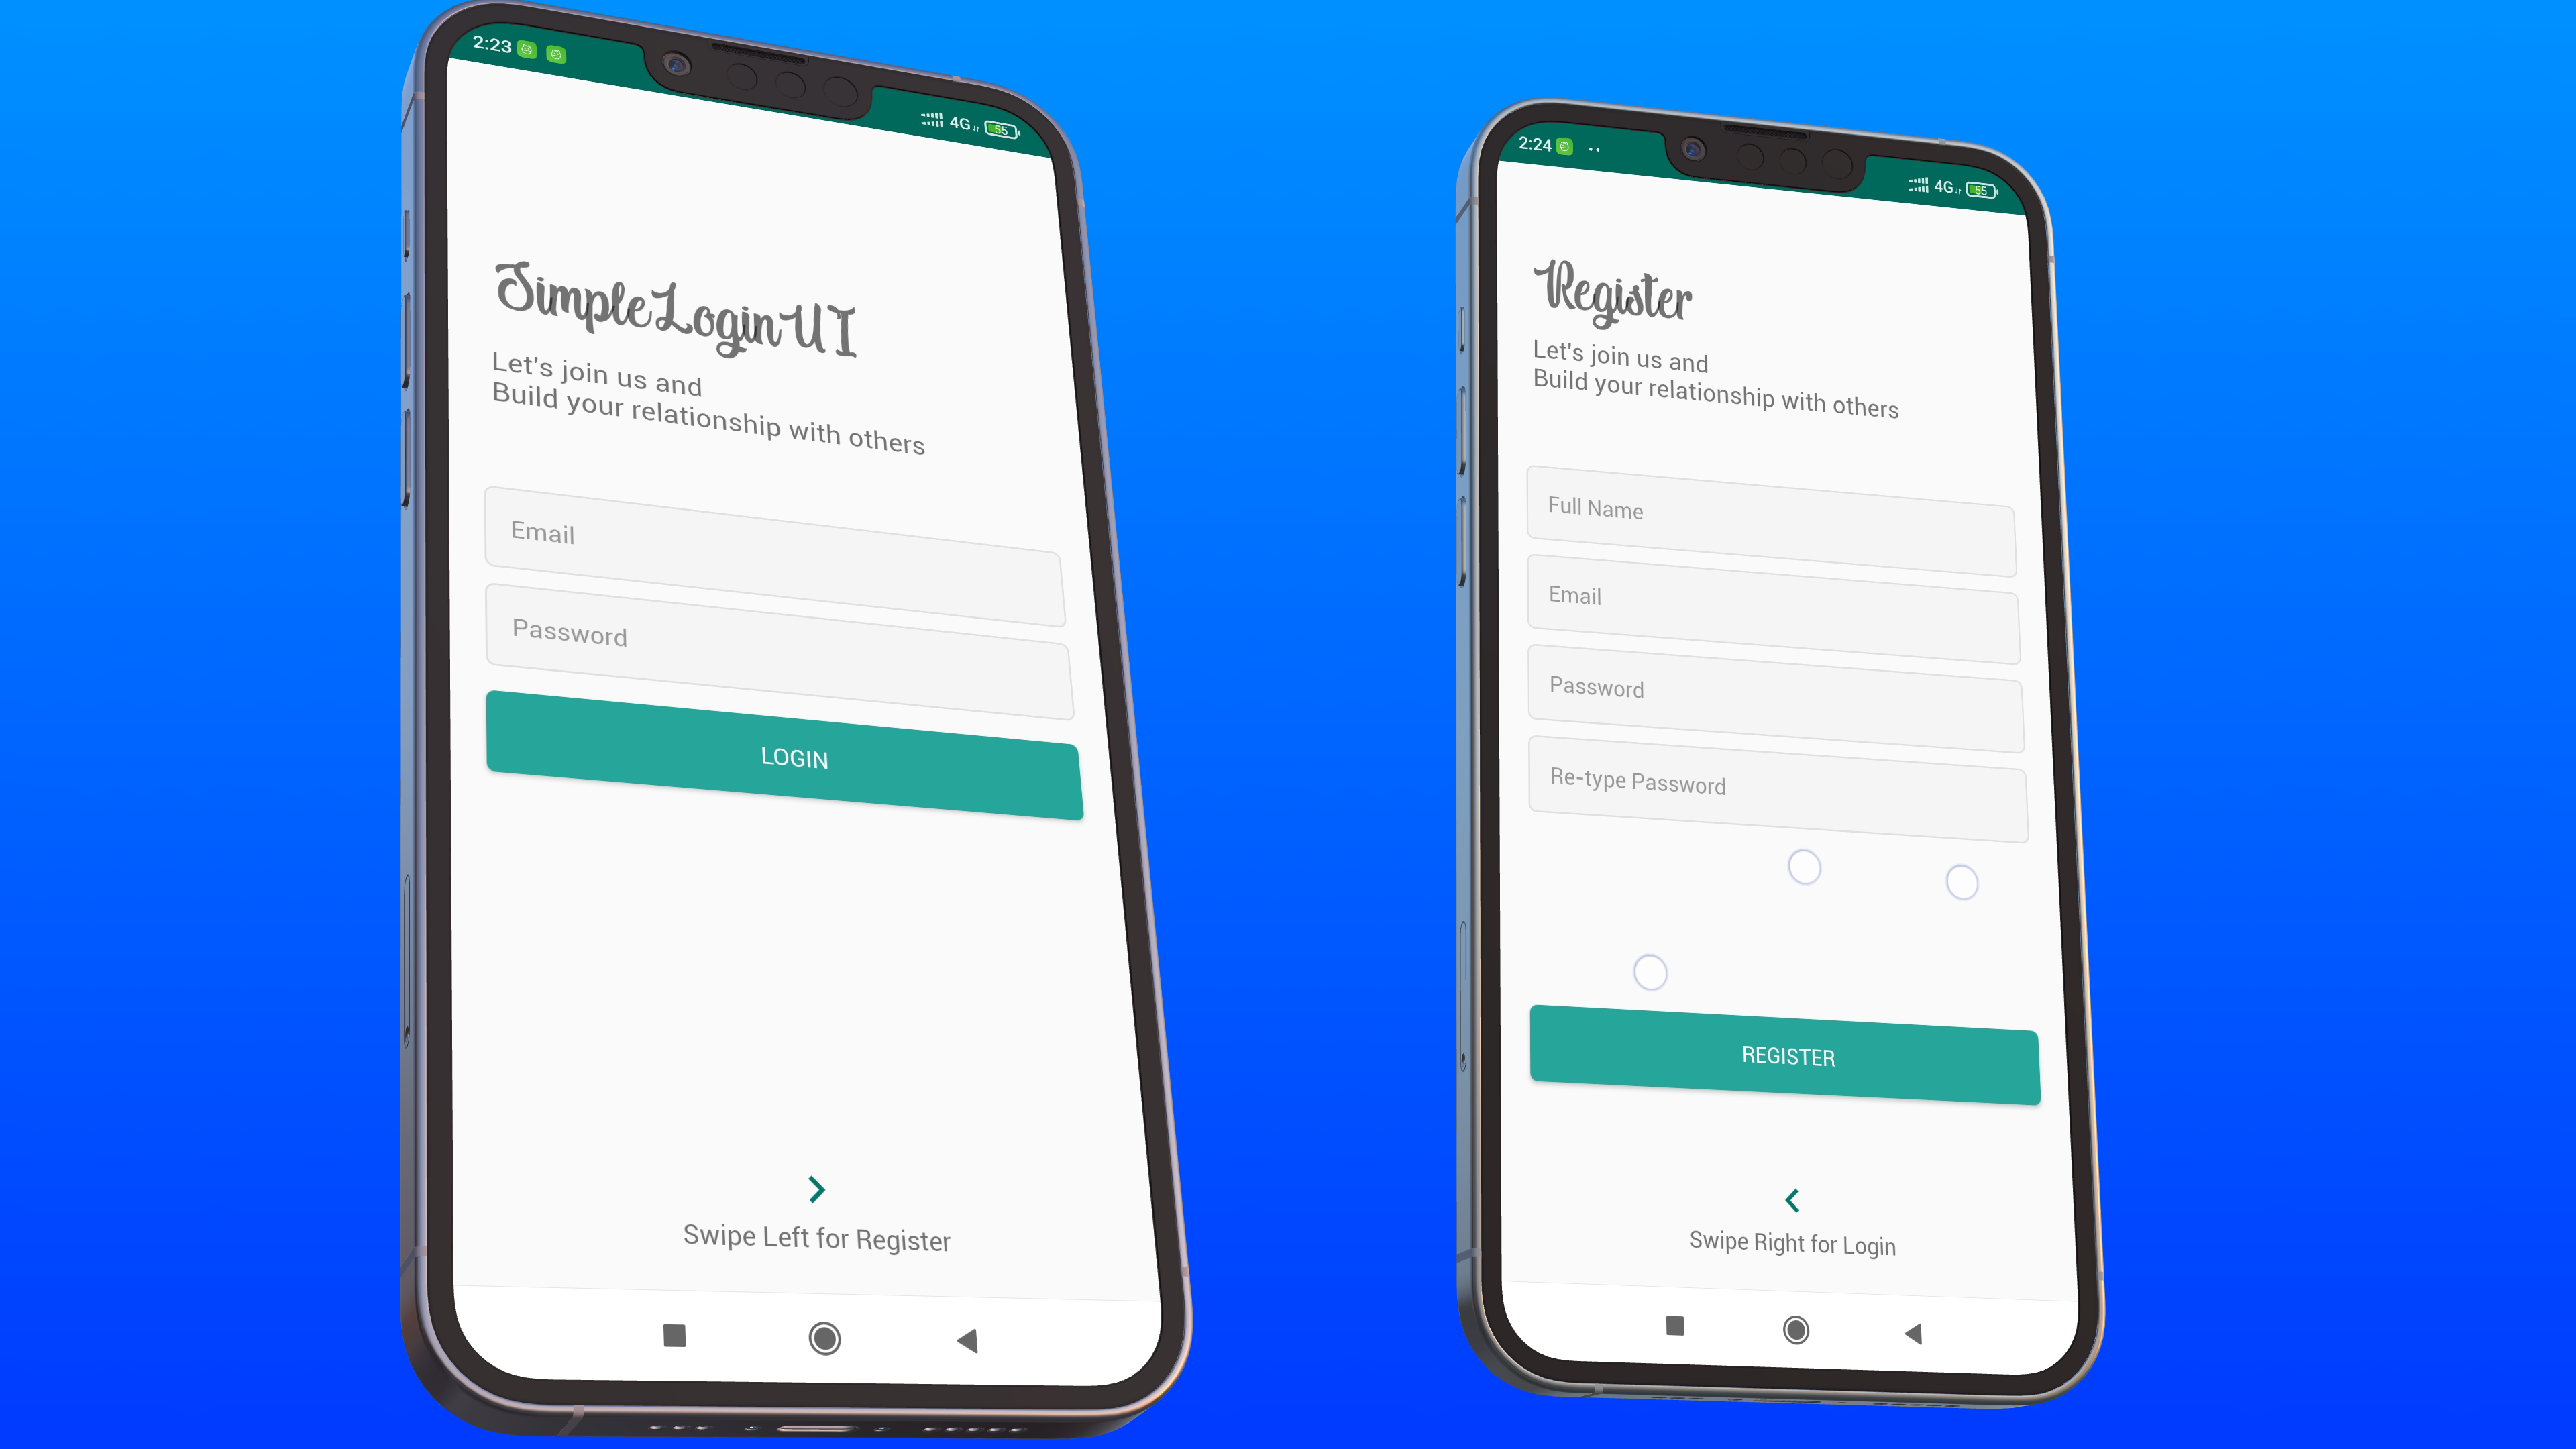 2:23
4G 55
SimpleLoginUI
Let's join us and
Build your relationship with others
Email
Password
LOGIN
Swipe Left for Register
2:24
4G 55
Register
Let's join us and
Build your relationship with others
Full Name
Email
Password
Re-type Password
REGISTER
Swipe Right for Login